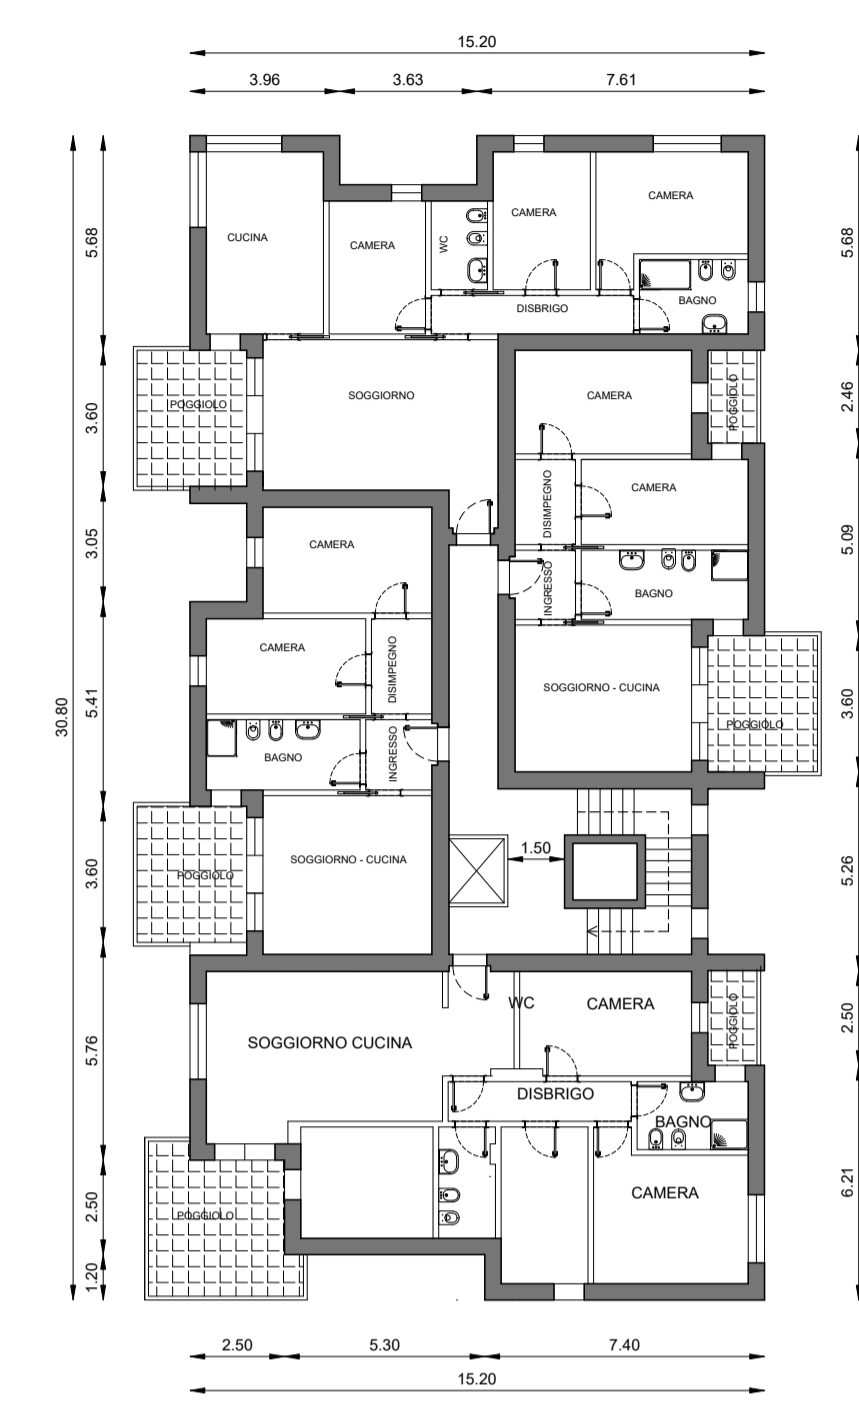 15.20
3.96
3.63
7.61
CAMERA
CAMERA
CUCINA
CAMERA
WC
5.68
5.68
BAGNO
DISBRIGO
SOGGIORNO
CAMERA
POGGIOLO
POGGIOLO
3.60
2.46
CAMERA
DISIMPEGNO
CAMERA
3.05
5.09
INGRESSO
BAGNO
CAMERA
DISIMPEGNO
SOGGIORNO - CUCINA
5.41
3.60
30.80
POGGIOLO
INGRESSO
BAGNO
1.50
SOGGIORNO - CUCINA
POGGIOLO
3.60
5.26
WC
CAMERA
POGGIOLO
2.50
SOGGIORNO CUCINA
5.76
DISBRIGO
BAGNO
CAMERA
6.21
POGGIOLO
2.50
1.20
2.50
5.30
7.40
15.20